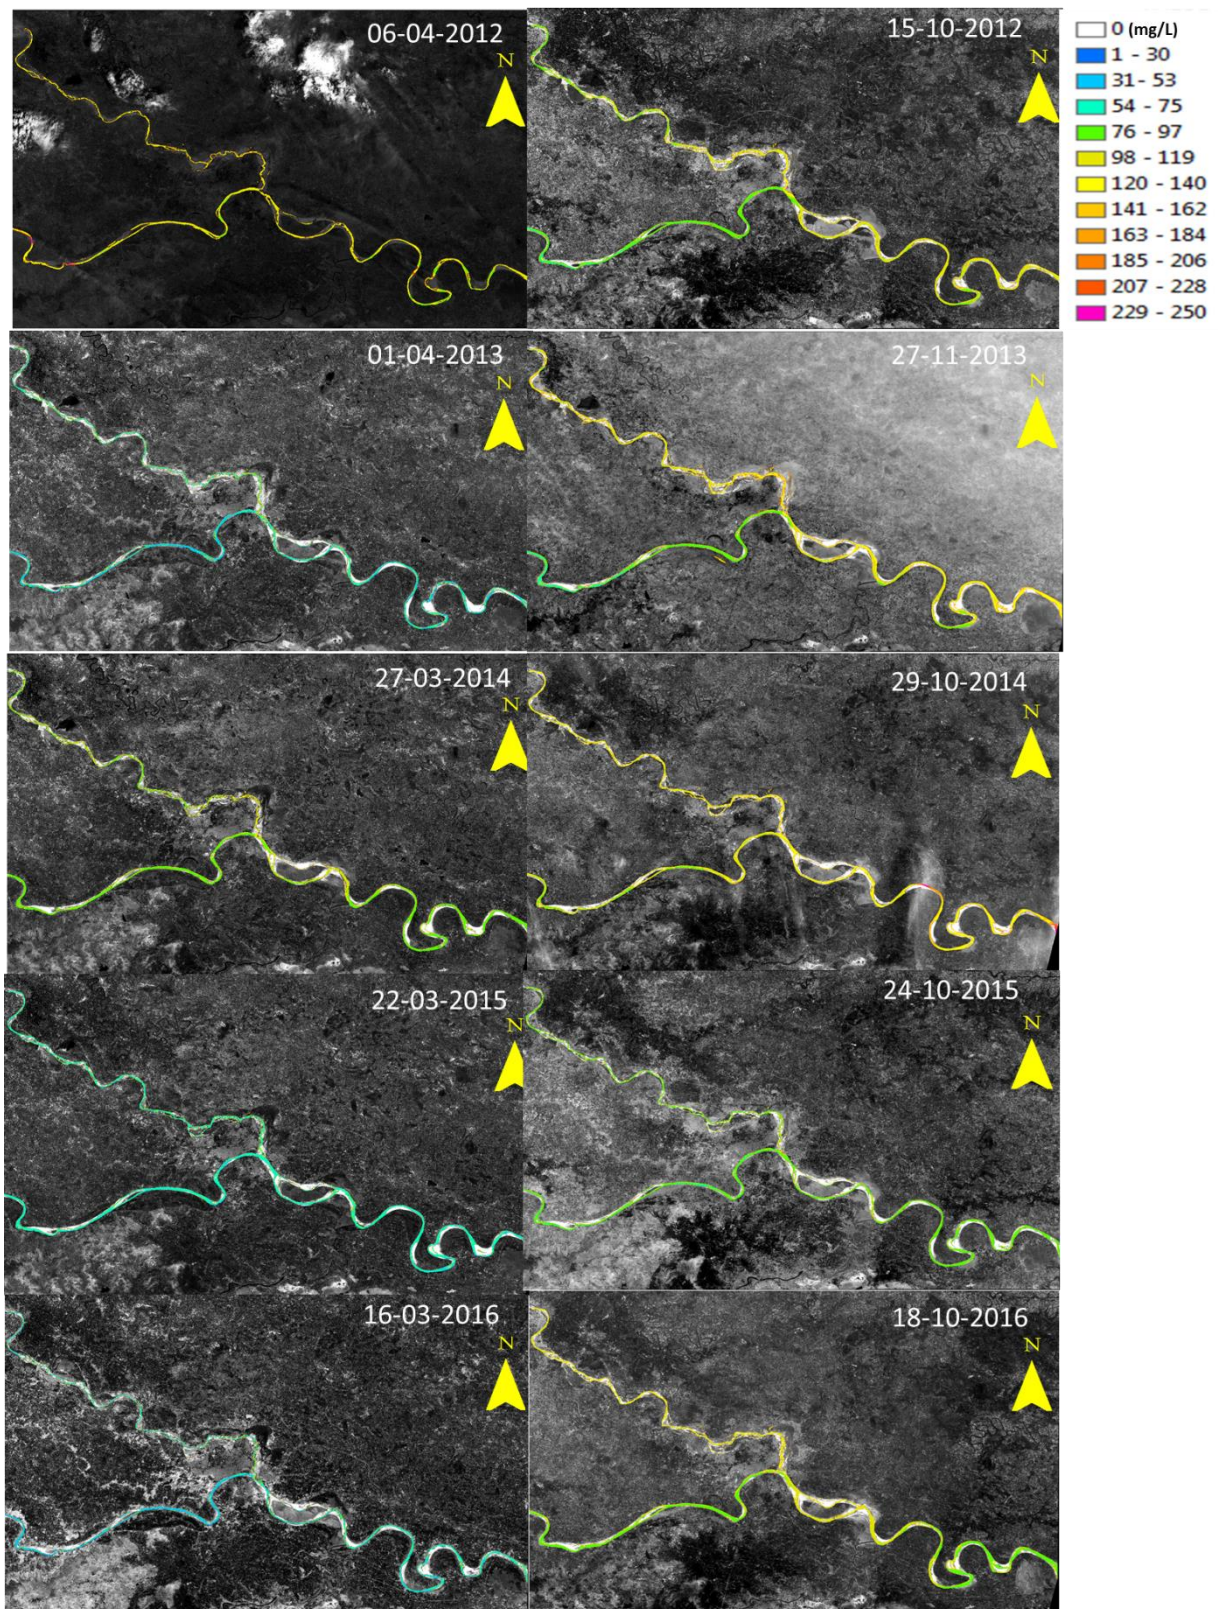 06-04-2012
N
15-10-2012
N
0 (mg/L)
1 - 30
31- 53
54 - 75
76 - 97
98 - 119
120 - 140
141 - 162
163 - 184
185 - 206
207 - 228
229 - 250
01-04-2013
N
27-11-2013
N
27-03-2014
N
29-10-2014
N
22-03-2015
N
24-10-2015
N
16-03-2016
N
18-10-2016
N